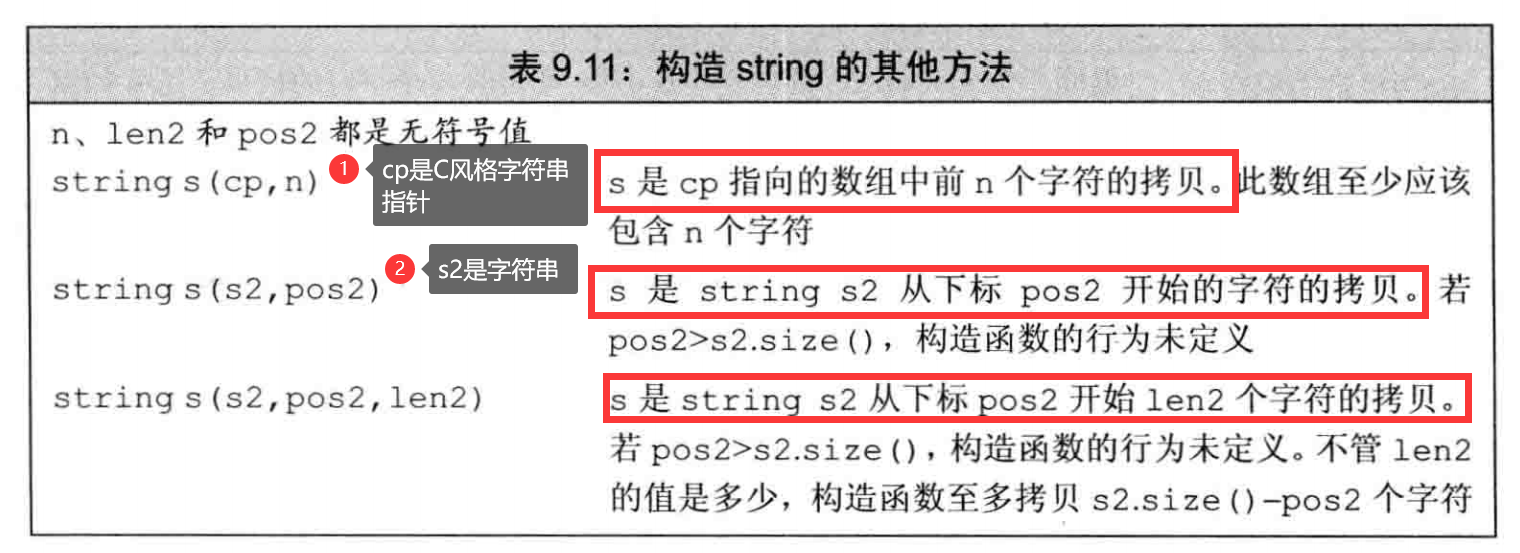 表 9.11：构造 string 的其他方法
n、len2 和 pos2 都是无符号值
string s(cp,n)
1
cp是C风格字符串
指针
s 是 cp 指向的数组中前 n 个字符的拷贝。此数组至少应该
包含 n 个字符
string s(s2,pos2)
2
s2是字符串
s 是 string s2 从下标 pos2 开始的字符的拷贝。若
pos2>s2.size()，构造函数的行为未定义
string s(s2,pos2,len2)
s 是 string s2 从下标 pos2 开始 len2 个字符的拷贝。
若 pos2>s2.size()，构造函数的行为未定义。不管 len2
的值是多少，构造函数至多拷贝 s2.size()-pos2 个字符